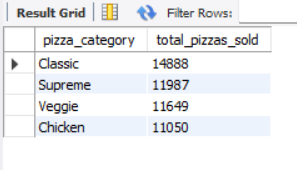 Result Grid Filter Rows:
pizza_category total_pizzas_sold
Classic 14888
Supreme 11987
Veggie 11649
Chicken 11050